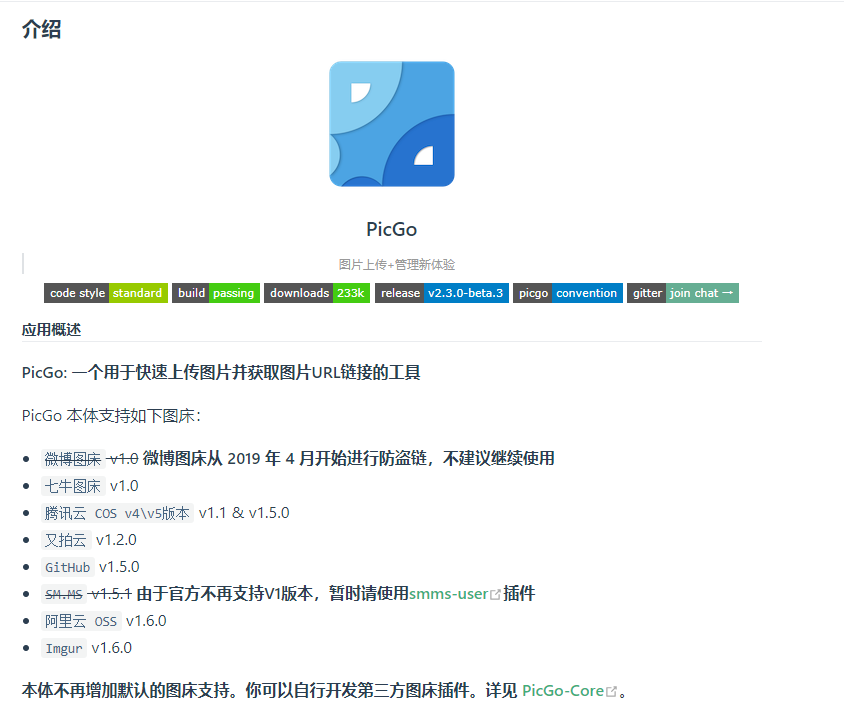 介绍
PicGo
图片上传+管理新体验
code style standard build passing downloads 233k release v2.3.0-beta.3 picgo convention gitter join chat →
应用概述
PicGo: 一个用于快速上传图片并获取图片URL链接的工具
PicGo 本体支持如下图床：
微博图床 v1.0 微博图床从 2019 年 4 月开始进行防盗链，不建议继续使用
七牛图床 v1.0
腾讯云 COS v4\v5版本 v1.1 & v1.5.0
又拍云 v1.2.0
GitHub v1.5.0
SM.MS v1.5.1 由于官方不再支持V1版本，暂时请使用smms-user插件
阿里云 OSS v1.6.0
Imgur v1.6.0
本体不再增加默认的图床支持。你可以自行开发第三方图床插件。详见 PicGo-Core。